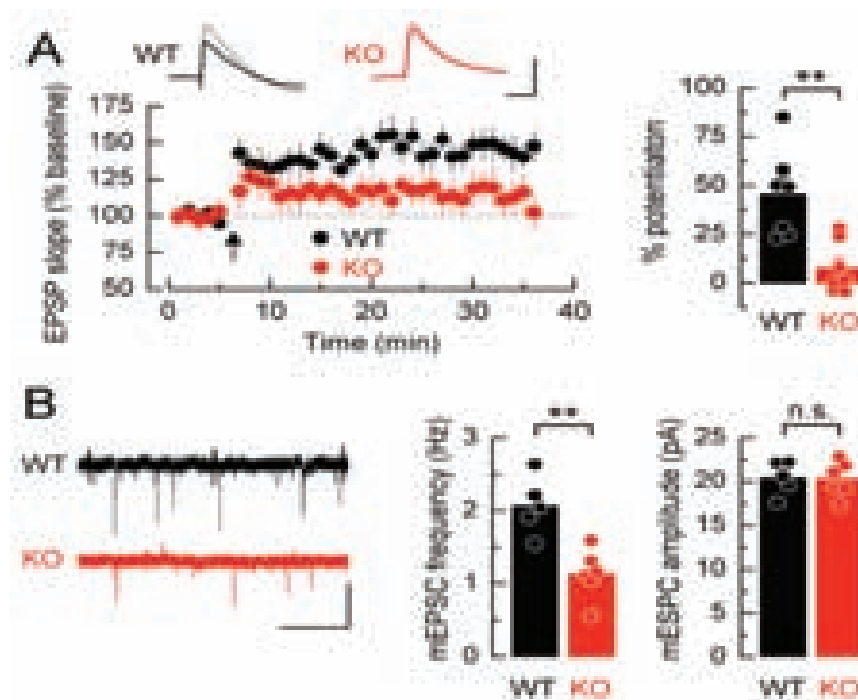 A
WT
KO
EPSP slope (% baseline)
175
150
125
100
75
50
WT
KO
0 10 20 30 40
Time (min)
% potentiation
100
75
50
25
0
**
WT KO
B
WT
KO
mEPSC frequency (Hz)
3
2
1
0
**
WT KO
mESPC amplitude (pA)
25
20
15
10
5
0
n.s.
WT KO